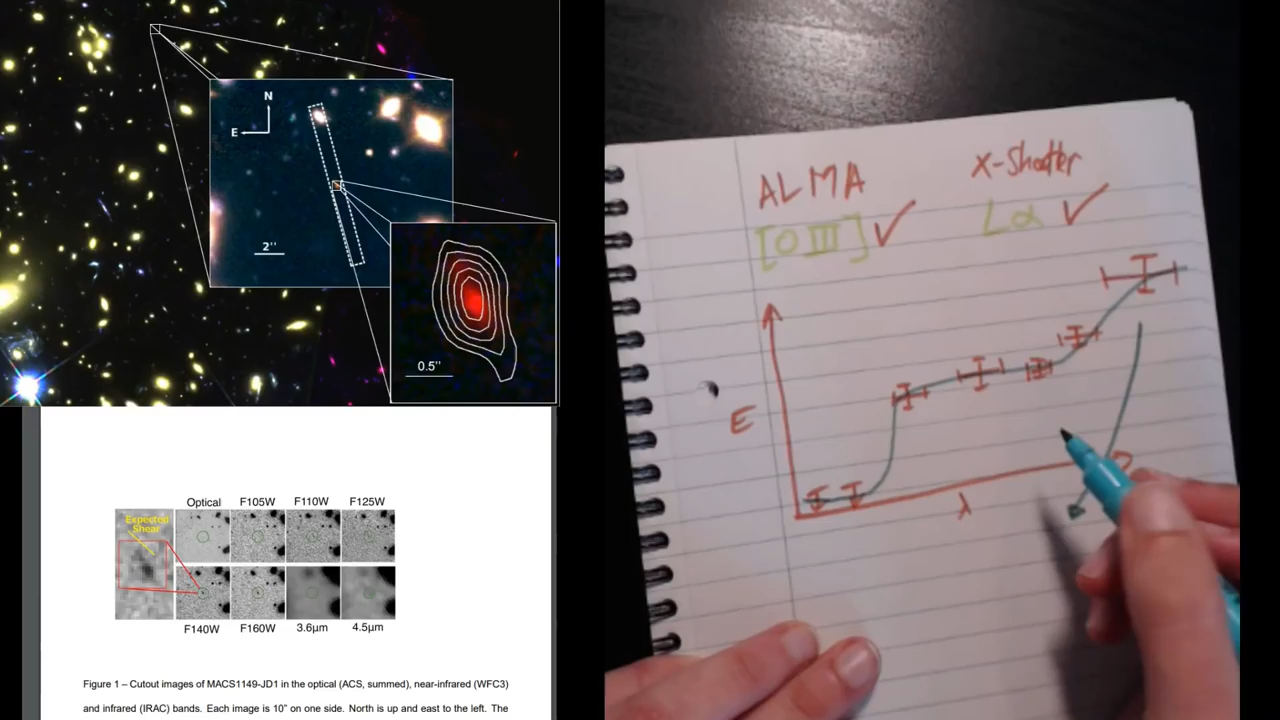 N
E
2''
0.5''
Optical F105W F110W F125W
Expected
Shear
F140W F160W 3.6µm 4.5µm
Figure 1 – Cutout images of MACS1149-JD1 in the optical (ACS, summed), near-infrared (WFC3)
and infrared (IRAC) bands. Each image is 10” on one side. North is up and east to the left. The
ALMA X-Shooter
[OIII] ✓ Lα ✓
E
λ